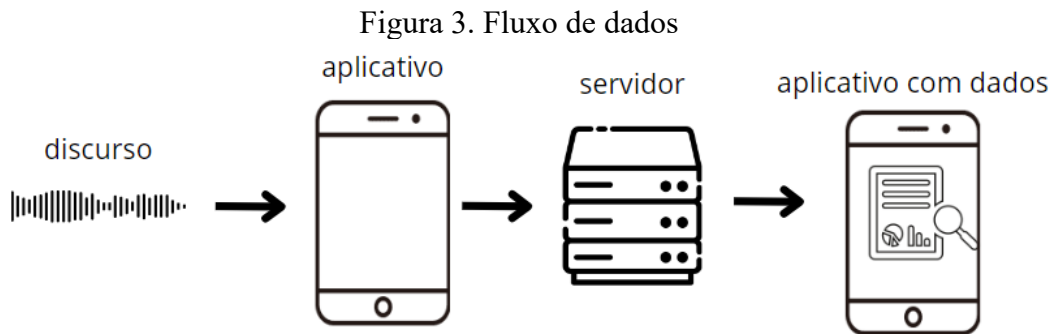 Figura 3. Fluxo de dados
discurso
aplicativo
servidor
aplicativo com dados